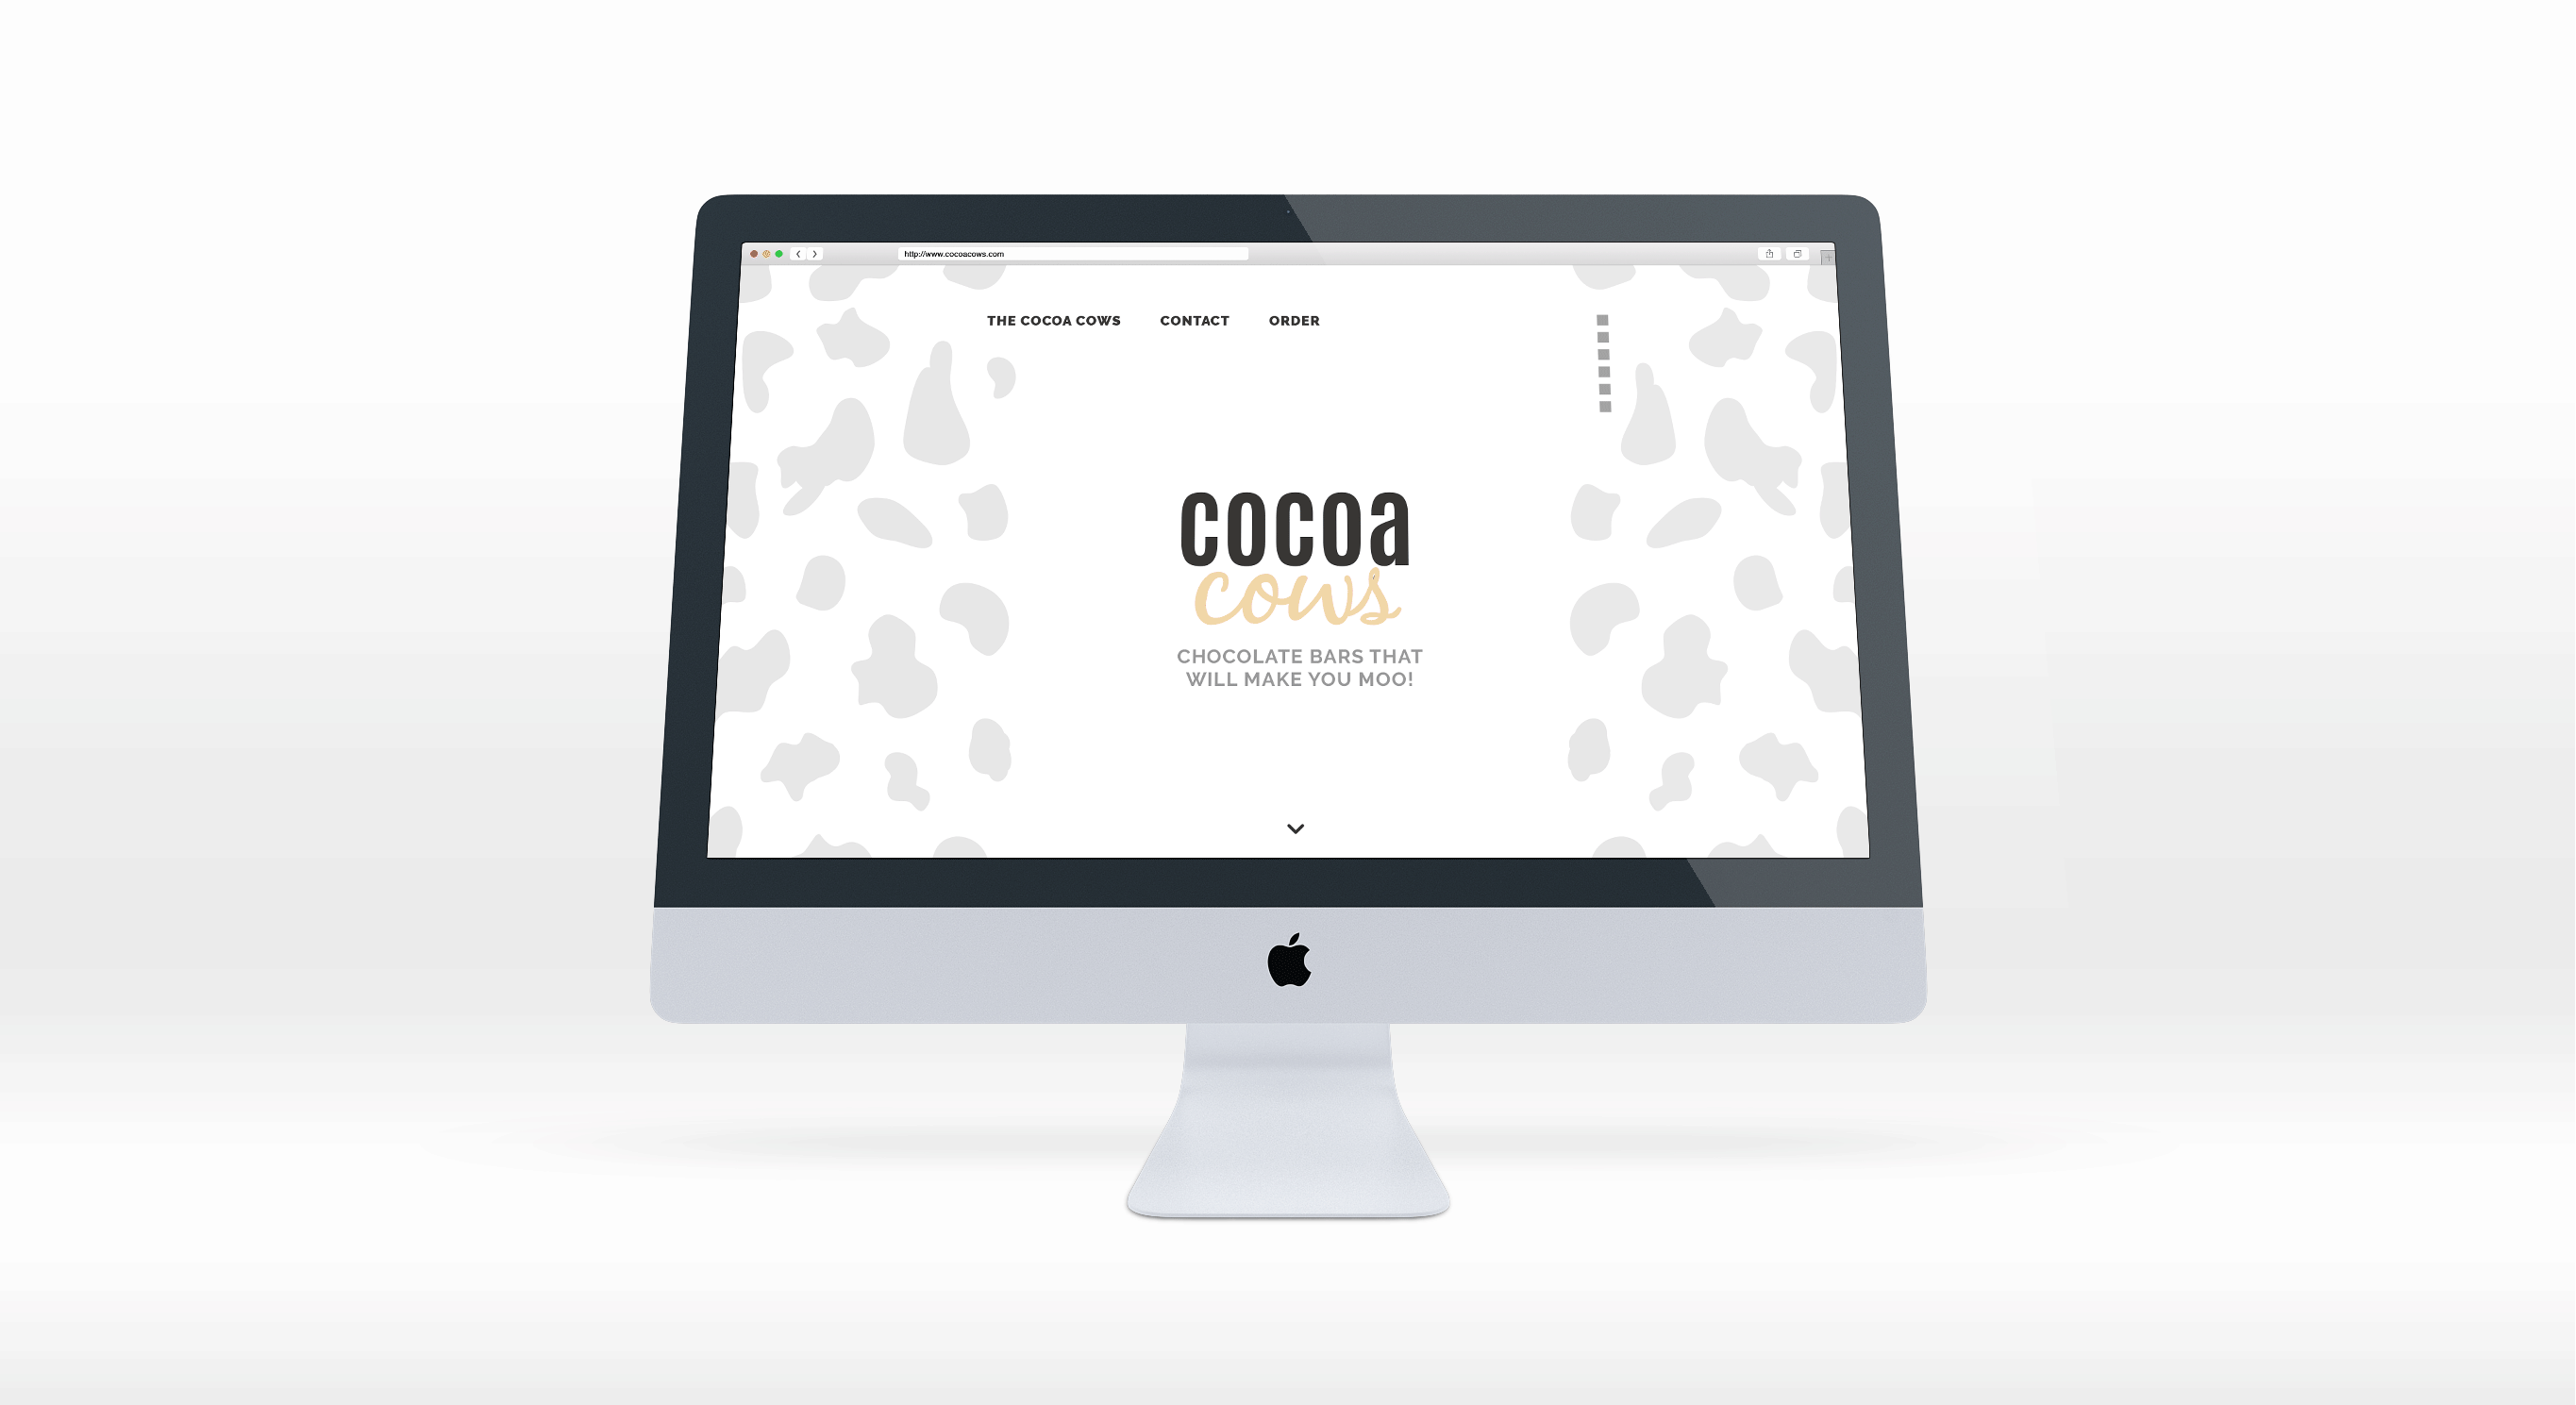 http://www.cocoacows.com
THE COCOA COWS CONTACT ORDER
cocoa
cows
CHOCOLATE BARS THAT
WILL MAKE YOU MOO!